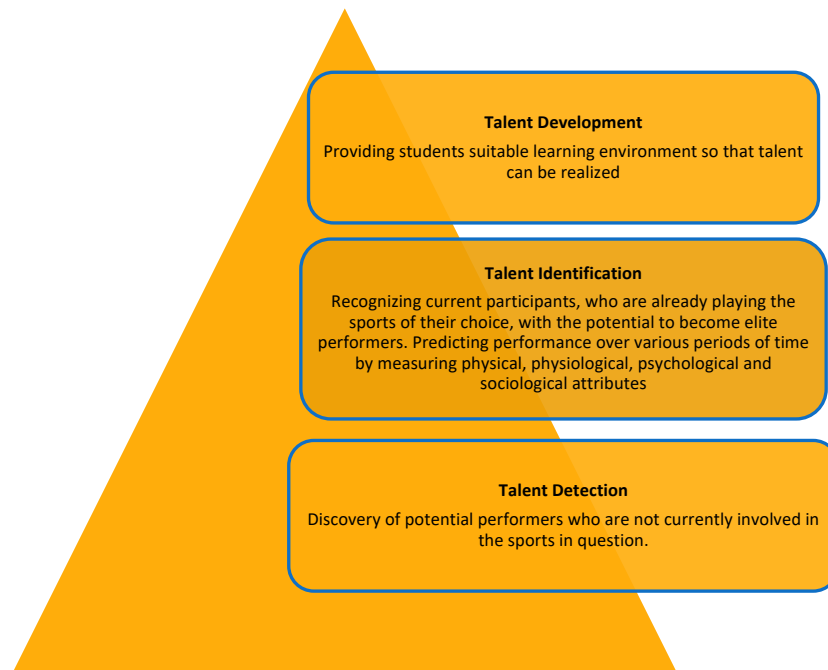 Talent Development
Providing students suitable learning environment so that talent
can be realized
Talent Identification
Recognizing current participants, who are already playing the
sports of their choice, with the potential to become elite
performers. Predicting performance over various periods of time
by measuring physical, physiological, psychological and
sociological attributes
Talent Detection
Discovery of potential performers who are not currently involved in
the sports in question.